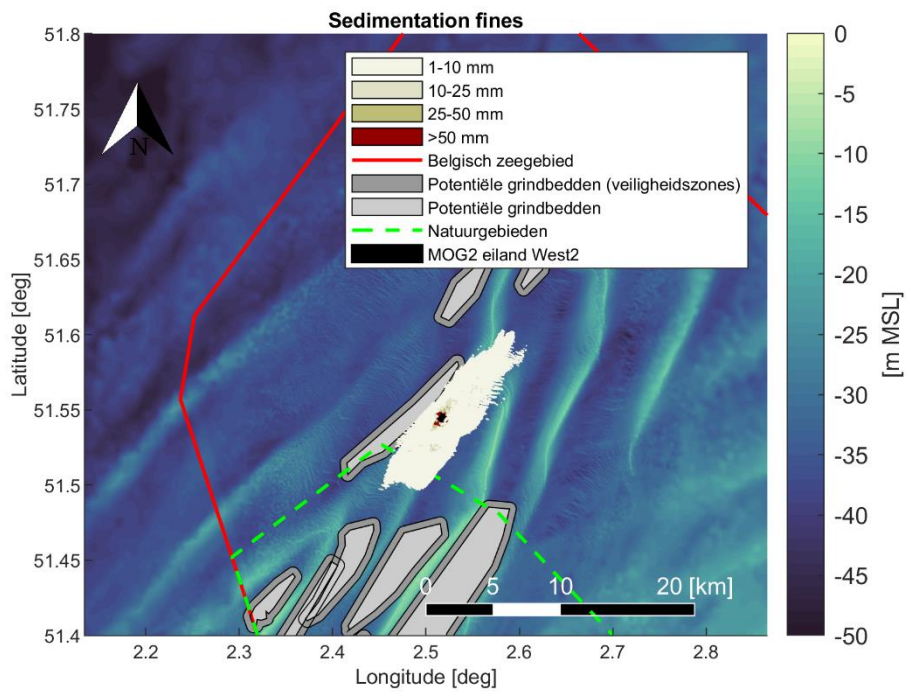 Sedimentation fines
51.8
51.75
51.7
51.65
51.6
51.55
51.5
51.45
51.4
Latitude [deg]
N
1-10 mm
10-25 mm
25-50 mm
>50 mm
Belgisch zeegebied
Potentiële grindbedden (veiligheidszones)
Potentiële grindbedden
Natuurgebieden
MOG2 eiland West2
0 5 10 20 [km]
2.2 2.3 2.4 2.5 2.6 2.7 2.8
Longitude [deg]
0
-5
-10
-15
-20
-25
-30
-35
-40
-45
-50
[m MSL]